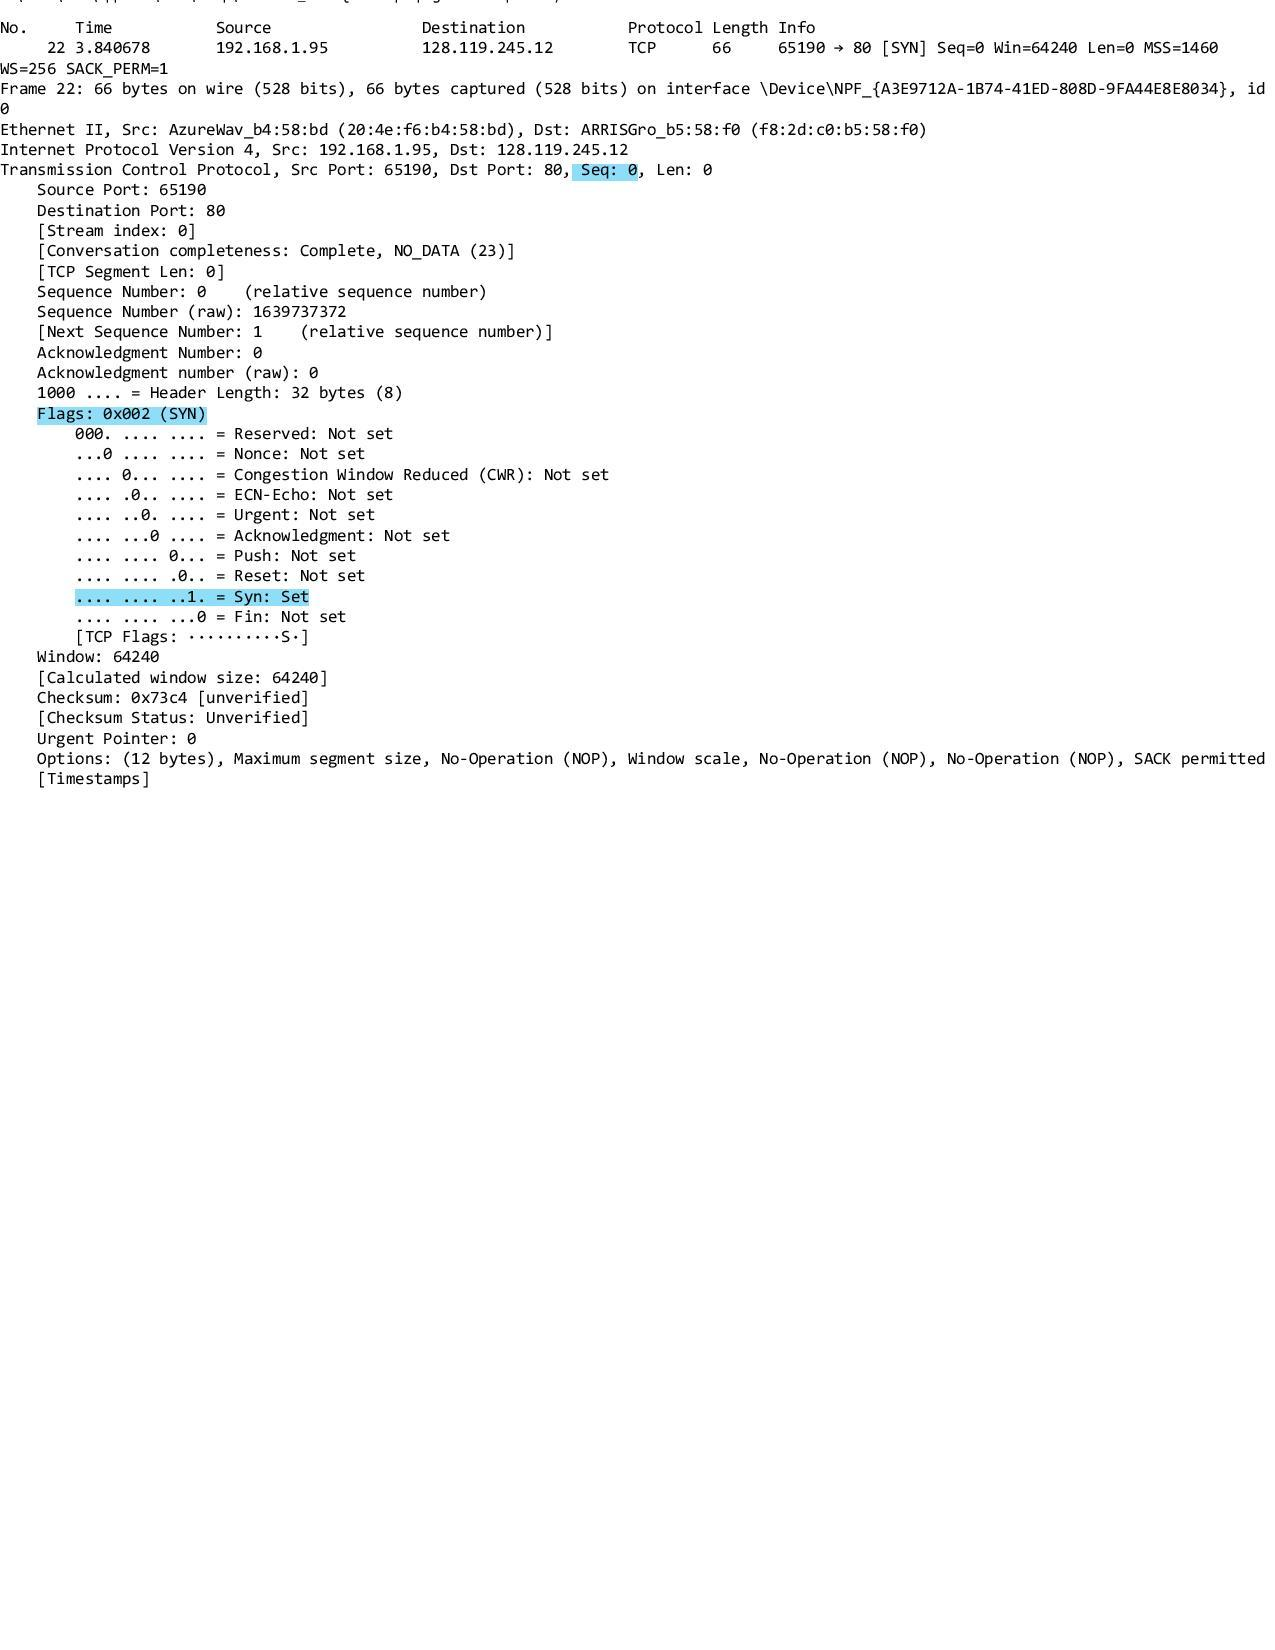 No. Time Source Destination Protocol Length Info
22 3.840678 192.168.1.95 128.119.245.12 TCP 66 65190 → 80 [SYN] Seq=0 Win=64240 Len=0 MSS=1460
WS=256 SACK_PERM=1
Frame 22: 66 bytes on wire (528 bits), 66 bytes captured (528 bits) on interface \Device\NPF_{A3E9712A-1B74-41ED-808D-9FA44E8E8034}, id
0
Ethernet II, Src: AzureWav_b4:58:bd (20:4e:f6:b4:58:bd), Dst: ARRISGro_b5:58:f0 (f8:2d:c0:b5:58:f0)
Internet Protocol Version 4, Src: 192.168.1.95, Dst: 128.119.245.12
Transmission Control Protocol, Src Port: 65190, Dst Port: 80, Seq: 0, Len: 0
Source Port: 65190
Destination Port: 80
[Stream index: 0]
[Conversation completeness: Complete, NO_DATA (23)]
[TCP Segment Len: 0]
Sequence Number: 0 (relative sequence number)
Sequence Number (raw): 1639737372
[Next Sequence Number: 1 (relative sequence number)]
Acknowledgment Number: 0
Acknowledgment number (raw): 0
1000 .... = Header Length: 32 bytes (8)
Flags: 0x002 (SYN)
000. .... .... = Reserved: Not set
...0 .... .... = Nonce: Not set
.... 0... .... = Congestion Window Reduced (CWR): Not set
.... .0.. .... = ECN-Echo: Not set
.... ..0. .... = Urgent: Not set
.... ...0 .... = Acknowledgment: Not set
.... .... 0... = Push: Not set
.... .... .0.. = Reset: Not set
.... .... ..1. = Syn: Set
.... .... ...0 = Fin: Not set
[TCP Flags: ··········S·]
Window: 64240
[Calculated window size: 64240]
Checksum: 0x73c4 [unverified]
[Checksum Status: Unverified]
Urgent Pointer: 0
Options: (12 bytes), Maximum segment size, No-Operation (NOP), Window scale, No-Operation (NOP), No-Operation (NOP), SACK permitted
[Timestamps]